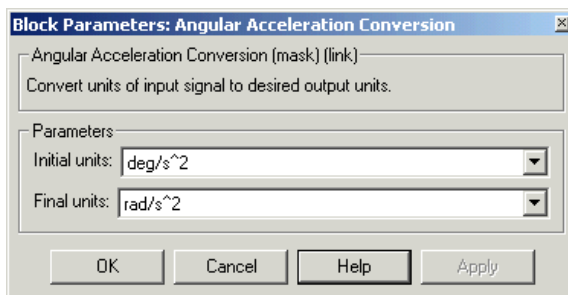 Block Parameters: Angular Acceleration Conversion
Angular Acceleration Conversion (mask) (link)
Convert units of input signal to desired output units.
Parameters
Initial units: deg/s^2
Final units: rad/s^2
OK Cancel Help Apply